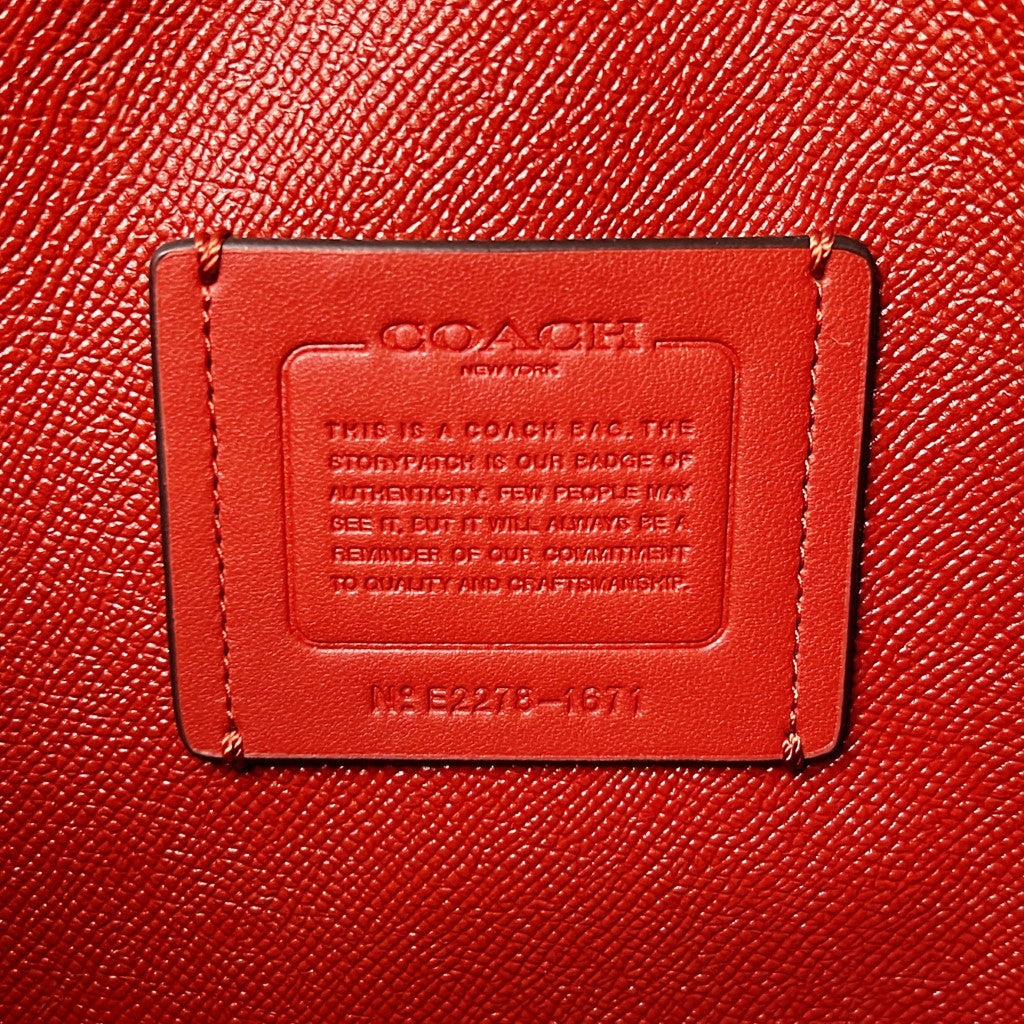 COACH
NEW YORK
THIS IS A COACH BAG. THE
STORYPATCH IS OUR BADGE OF
AUTHENTICITY. FEW PEOPLE MAY
SEE IT, BUT IT WILL ALWAYS BE A
REMINDER OF OUR COMMITMENT
TO QUALITY AND CRAFTSMANSHIP.
Nº E2278-1671